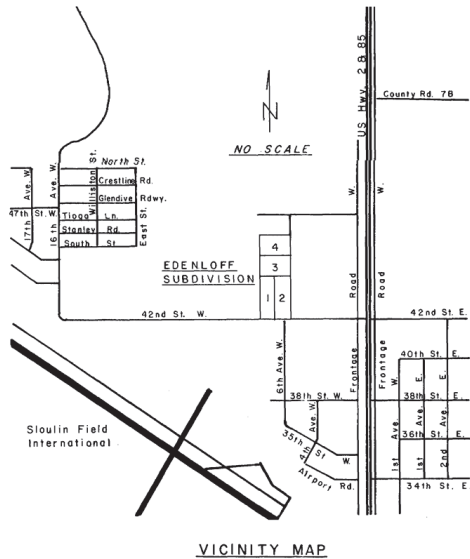 US Hwy. 2 & 85
County Rd. 7B
N
NO SCALE
North St.
Williston St.
Crestline Rd.
Glendive Rdwy.
47th St. W.
17th Ave. W.
16th Ave. W.
Tioga Ln.
Stanley Rd.
South St.
East St.
EDENLOFF
SUBDIVISION
4
3
1 2
Frontage Road W.
Frontage Road W.
42nd St. W.
42nd St. E.
6th Ave. W.
40th St. E.
38th St. W.
38th St. E.
35th St. W.
4th Ave. W.
36th St. E.
1st Ave. W.
1st Ave. E.
2nd Ave. E.
Airport Rd.
34th St. E.
Sloulin Field
International
VICINITY MAP